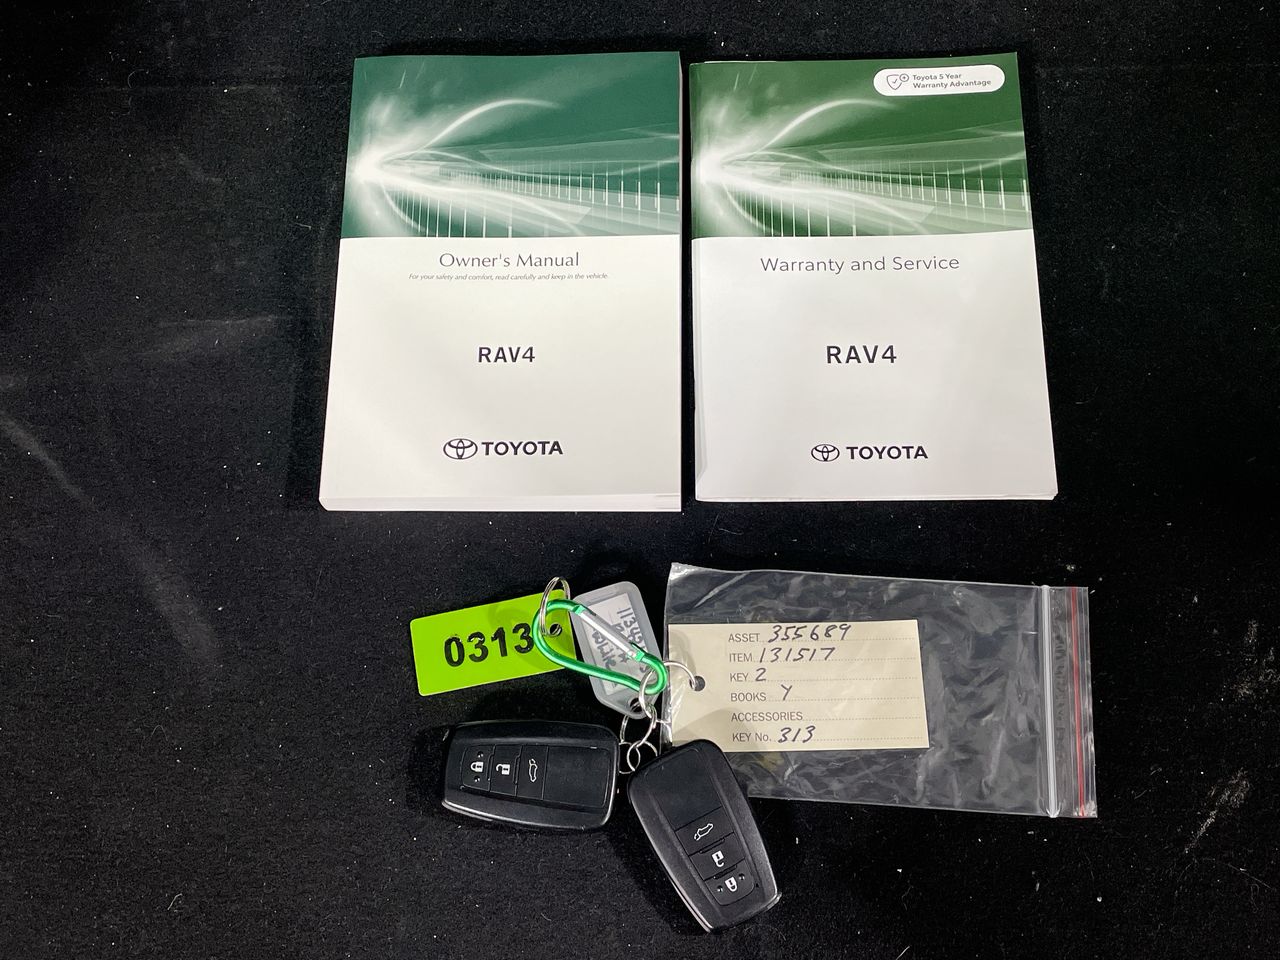 Toyota 5 Year
Warranty Advantage
Owner's Manual
For your safety and comfort, read carefully and keep in the vehicle.
RAV4
TOYOTA
Warranty and Service
RAV4
TOYOTA
0313
ASSET 355689
ITEM 131517
KEY 2
BOOKS Y
ACCESSORIES
KEY No. 313